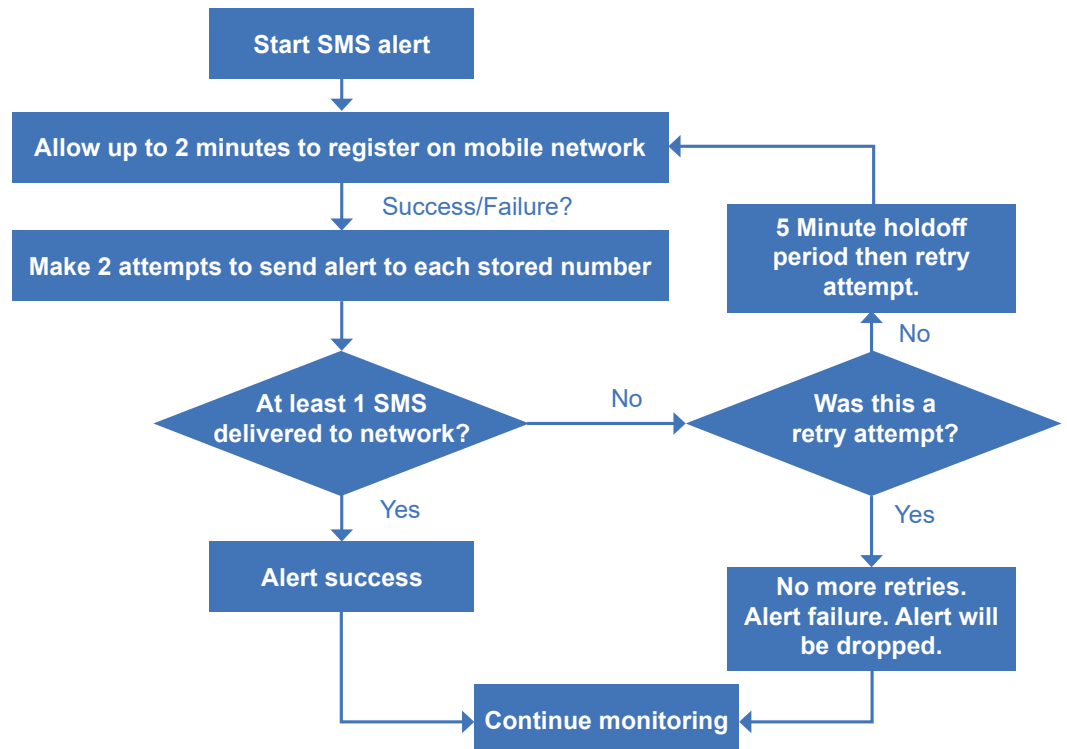 Start SMS alert
Allow up to 2 minutes to register on mobile network
Success/Failure?
Make 2 attempts to send alert to each stored number
5 Minute holdoff
period then retry
attempt.
No
At least 1 SMS
delivered to network?
No
Was this a
retry attempt?
Yes
Yes
Alert success
No more retries.
Alert failure. Alert will
be dropped.
Continue monitoring